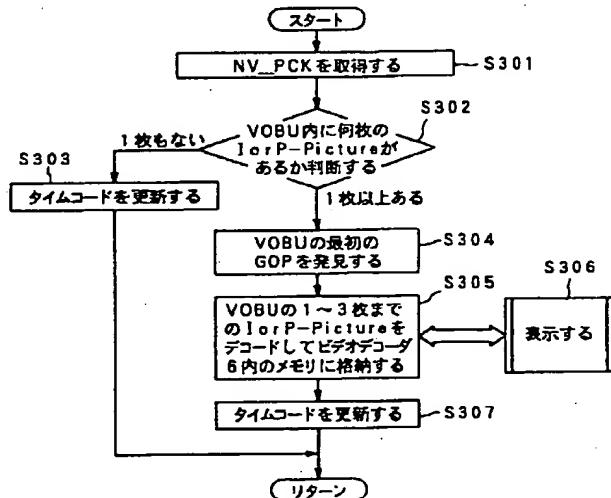 スタート
NV_PCKを取得する
S301
S302
VOBU内に何枚の
IorP-Pictureが
あるか判断する
1枚もない
S303
タイムコードを更新する
1枚以上ある
VOBUの最初の
GOPを発見する
S304
S305
VOBUの1〜3枚まで
のIorP-Pictureを
デコードしてビデオデコーダ
6内のメモリに格納する
S306
表示する
タイムコードを更新する
S307
リターン